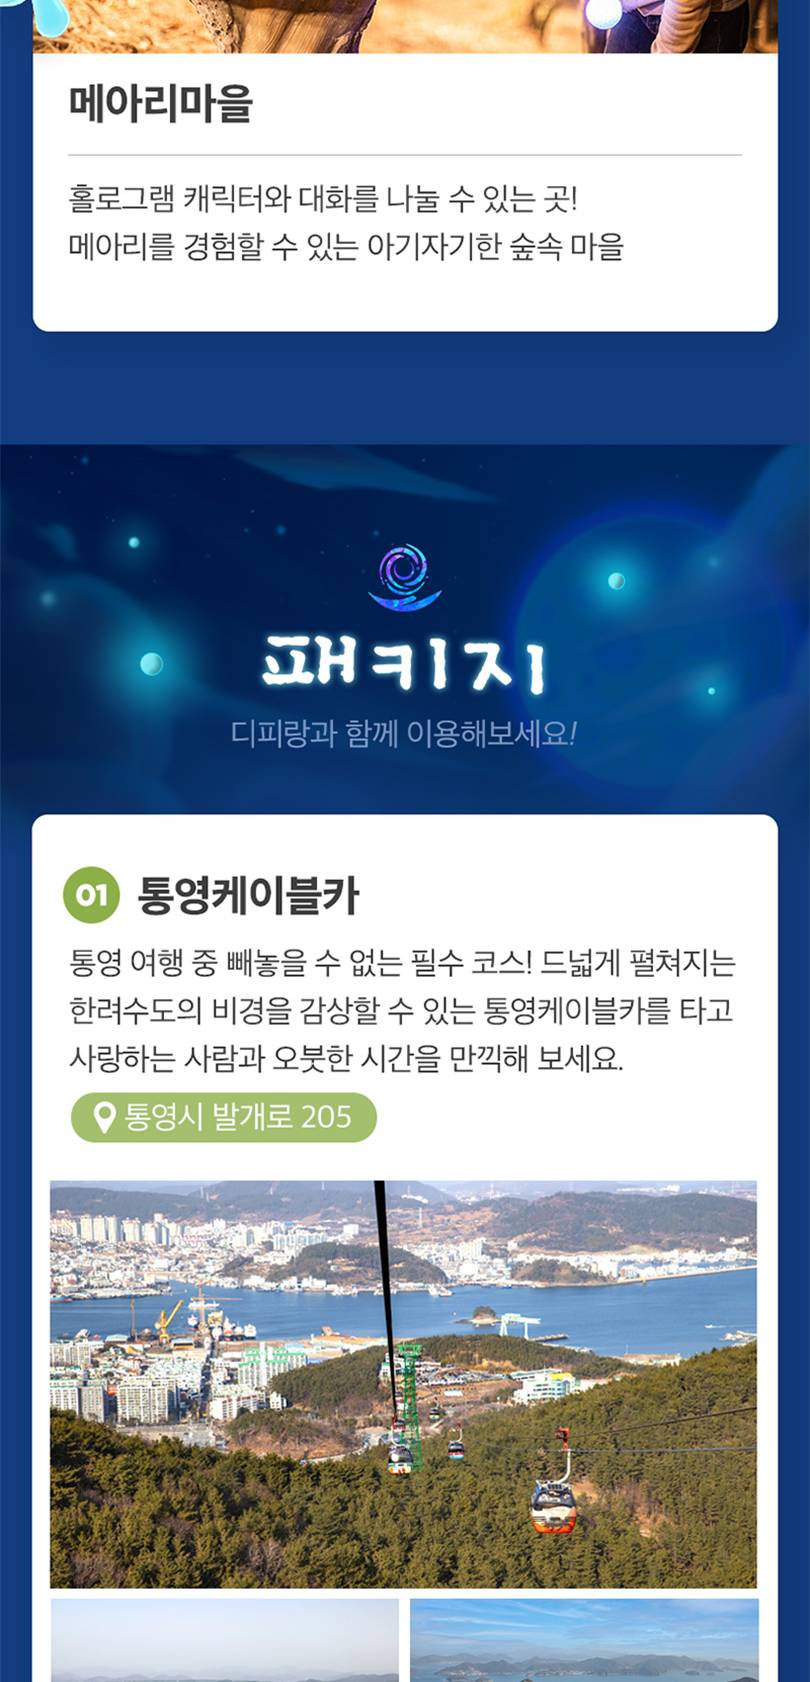 메아리마을
홀로그램 캐릭터와 대화를 나눌 수 있는 곳!
메아리를 경험할 수 있는 아기자기한 숲속 마을
패키지
디피랑과 함께 이용해보세요!
01 통영케이블카
통영 여행 중 빼놓을 수 없는 필수 코스! 드넓게 펼쳐지는
한려수도의 비경을 감상할 수 있는 통영케이블카를 타고
사랑하는 사람과 오붓한 시간을 만끽해 보세요.
통영시 발개로 205